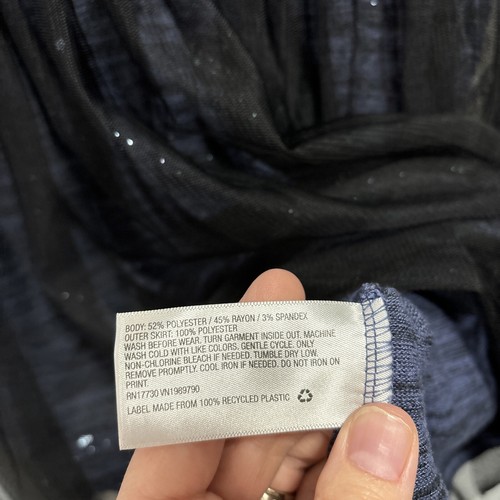 BODY: 52% POLYESTER / 45% RAYON / 3% SPANDEX
OUTER SKIRT: 100% POLYESTER
WASH BEFORE WEAR. TURN GARMENT INSIDE OUT. MACHINE
WASH COLD WITH LIKE COLORS. GENTLE CYCLE. ONLY
NON-CHLORINE BLEACH IF NEEDED. TUMBLE DRY LOW.
REMOVE PROMPTLY. COOL IRON IF NEEDED. DO NOT IRON ON
PRINT.
RN17730 VN1989790
LABEL MADE FROM 100% RECYCLED PLASTIC